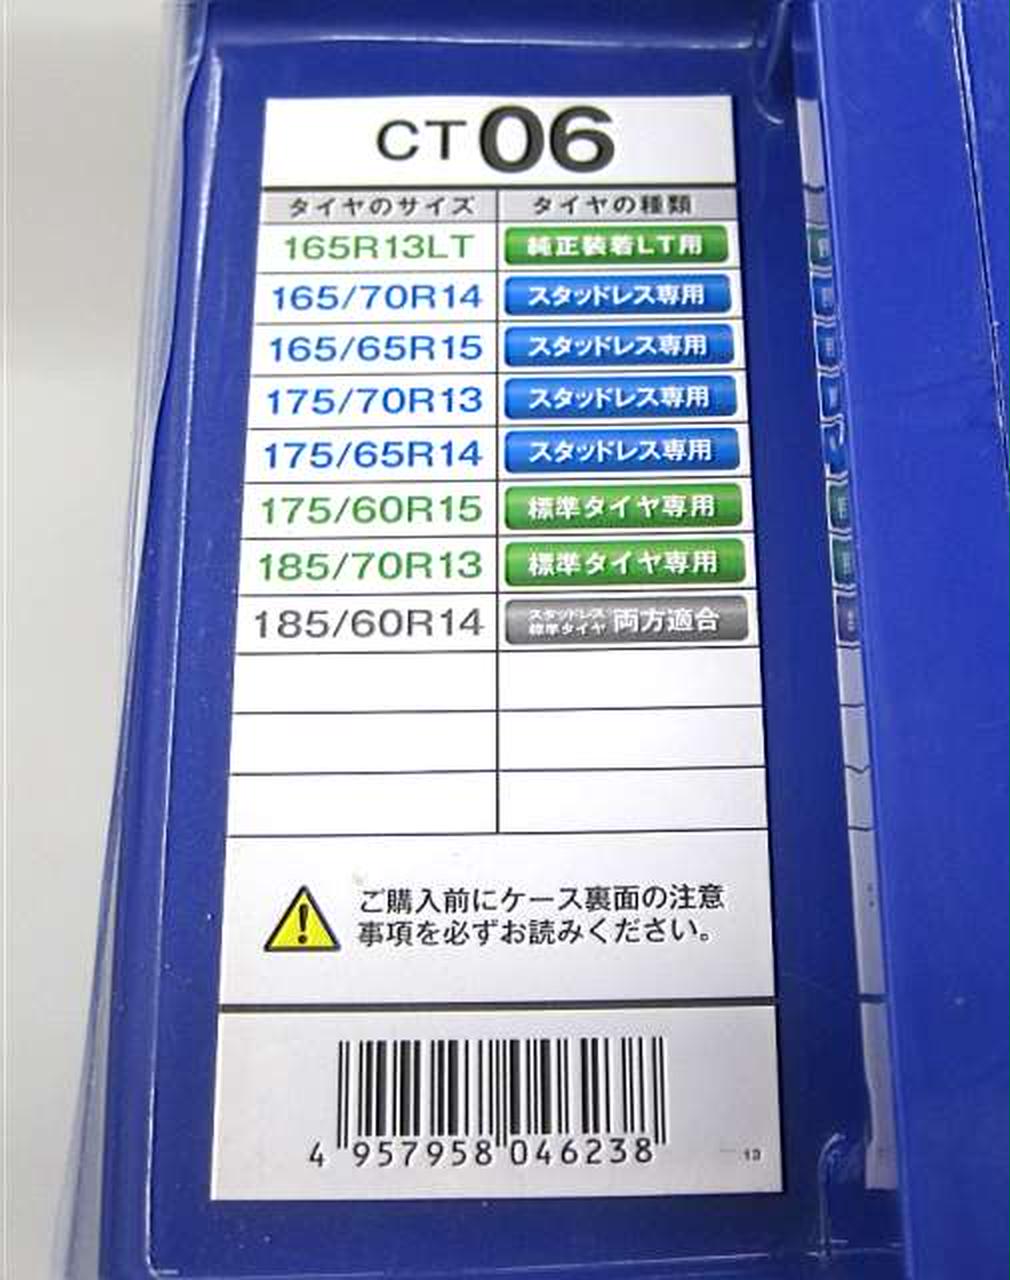 CT06
タイヤのサイズ タイヤの種類
165R13LT 純正装着LT用
165/70R14 スタッドレス専用
165/65R15 スタッドレス専用
175/70R13 スタッドレス専用
175/65R14 スタッドレス専用
175/60R15 標準タイヤ専用
185/70R13 標準タイヤ専用
185/60R14 スタッドレス 標準タイヤ 両方適合
ご購入前にケース裏面の注意
事項を必ずお読みください。
4 957958 046238
13